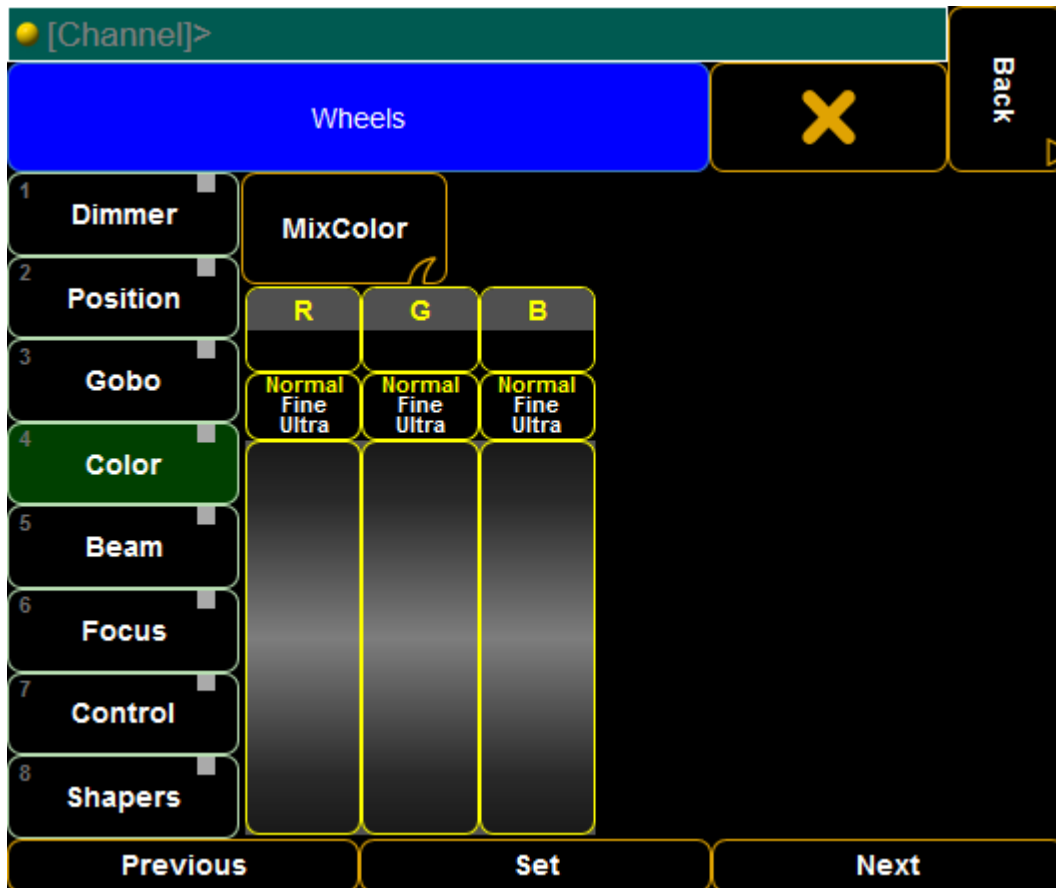 [Channel]>
Back
Wheels
1
Dimmer
MixColor
2
Position
R G B
3
Gobo
Normal Normal Normal
Fine Fine Fine
Ultra Ultra Ultra
4
Color
5
Beam
6
Focus
7
Control
8
Shapers
Previous Set Next